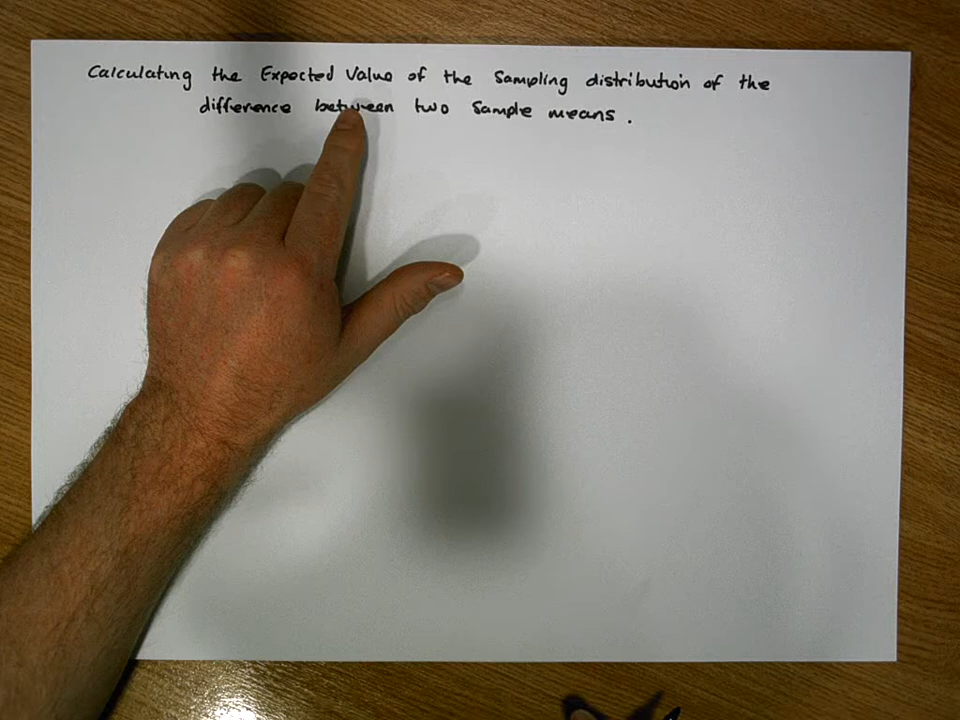 Calculating the Expected Value of the Sampling distribution of the
difference between two Sample means.